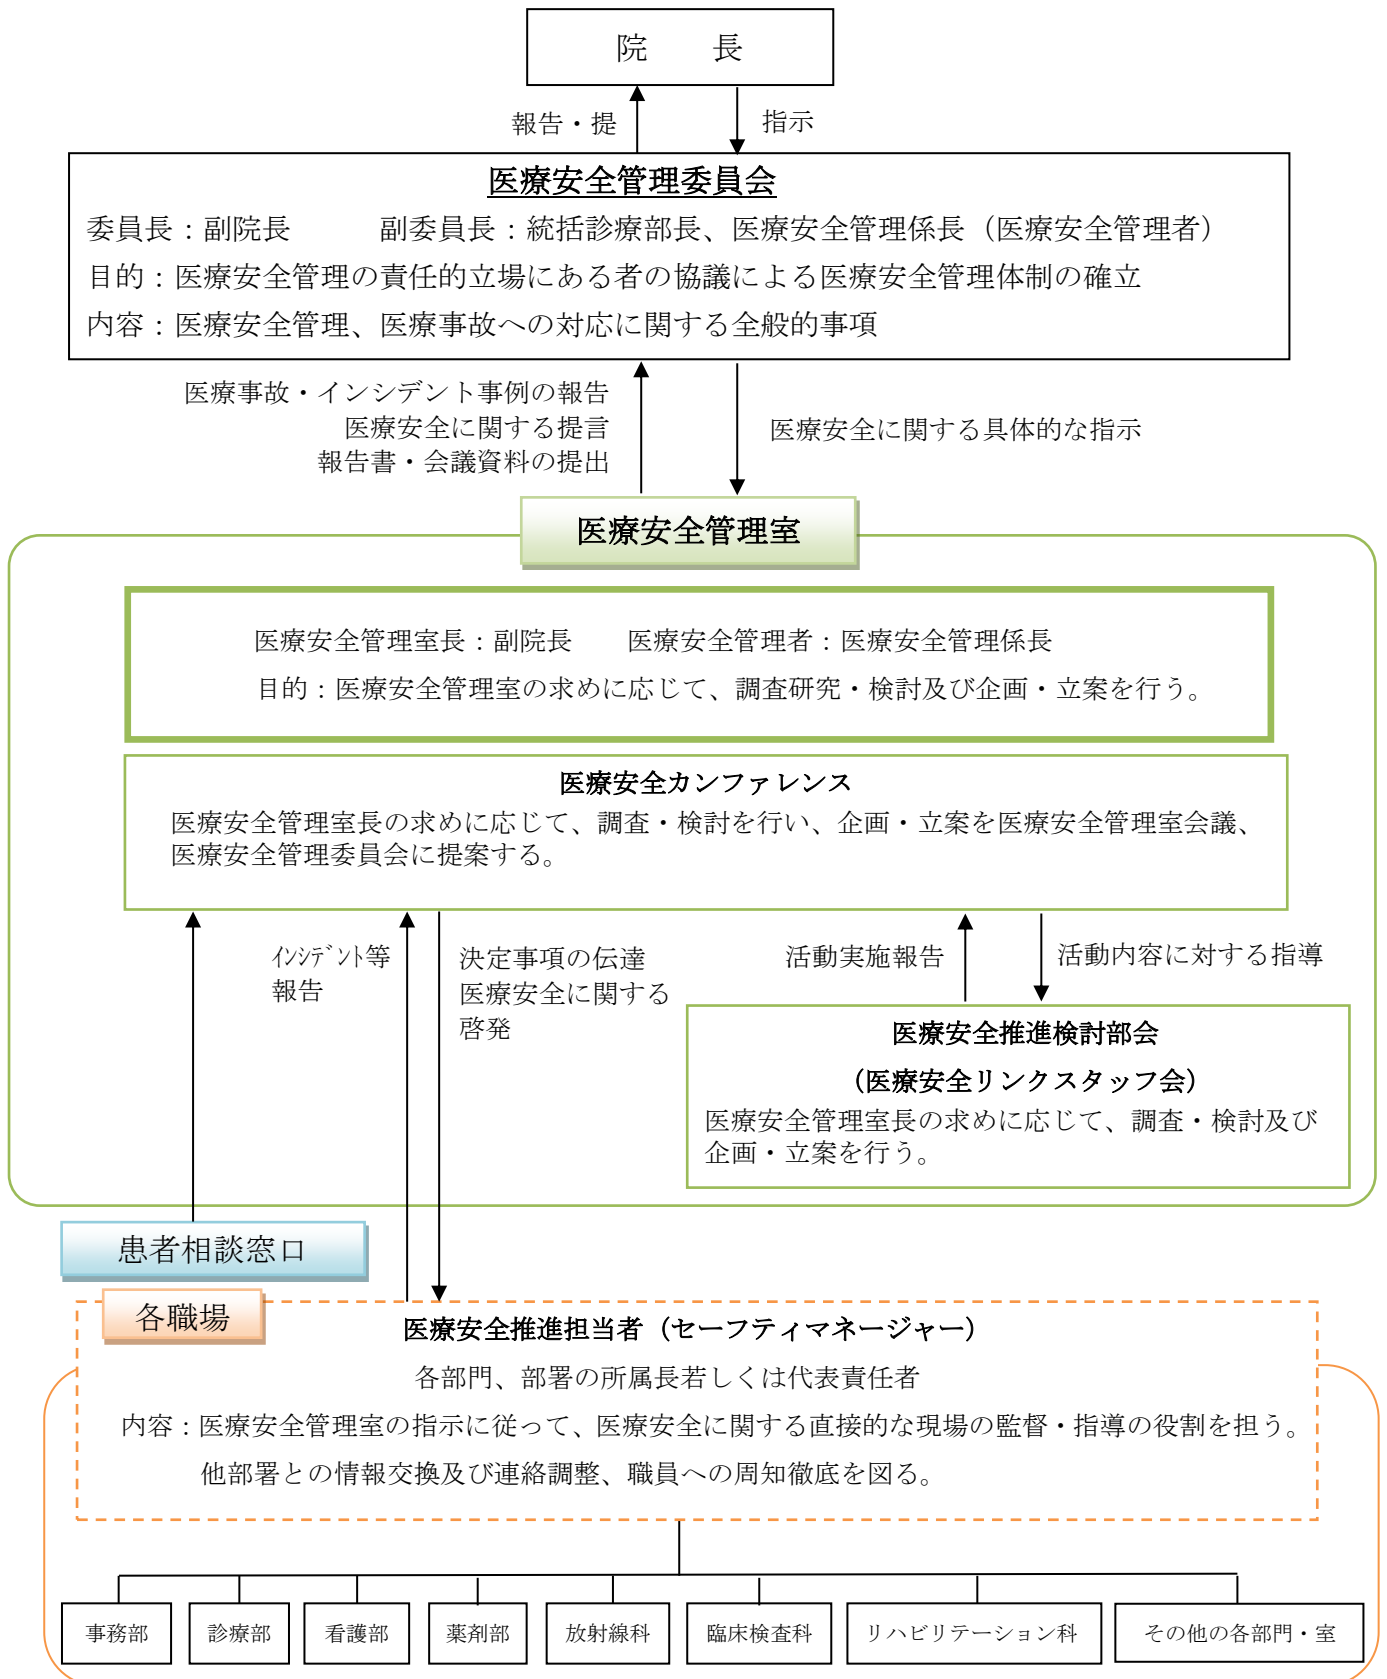 院　　長
報告・提
指示
医療安全管理委員会
委員長：副院長　　　副委員長：統括診療部長、医療安全管理係長（医療安全管理者）
目的：医療安全管理の責任的立場にある者の協議による医療安全管理体制の確立
内容：医療安全管理、医療事故への対応に関する全般的事項
医療事故・インシデント事例の報告
医療安全に関する提言
報告書・会議資料の提出
医療安全に関する具体的な指示
医療安全管理室
医療安全管理室長：副院長　　医療安全管理者：医療安全管理係長
目的：医療安全管理室の求めに応じて、調査研究・検討及び企画・立案を行う。
医療安全カンファレンス
医療安全管理室長の求めに応じて、調査・検討を行い、企画・立案を医療安全管理室会議、
医療安全管理委員会に提案する。
ｲﾝｼﾃﾞﾝﾄ等
報告
決定事項の伝達
医療安全に関する
啓発
活動実施報告
活動内容に対する指導
医療安全推進検討部会
（医療安全リンクスタッフ会）
医療安全管理室長の求めに応じて、調査・検討及び
企画・立案を行う。
患者相談窓口
各職場
医療安全推進担当者（セーフティマネージャー）
各部門、部署の所属長若しくは代表責任者
内容：医療安全管理室の指示に従って、医療安全に関する直接的な現場の監督・指導の役割を担う。
他部署との情報交換及び連絡調整、職員への周知徹底を図る。
事務部
診療部
看護部
薬剤部
放射線科
臨床検査科
リハビリテーション科
その他の各部門・室